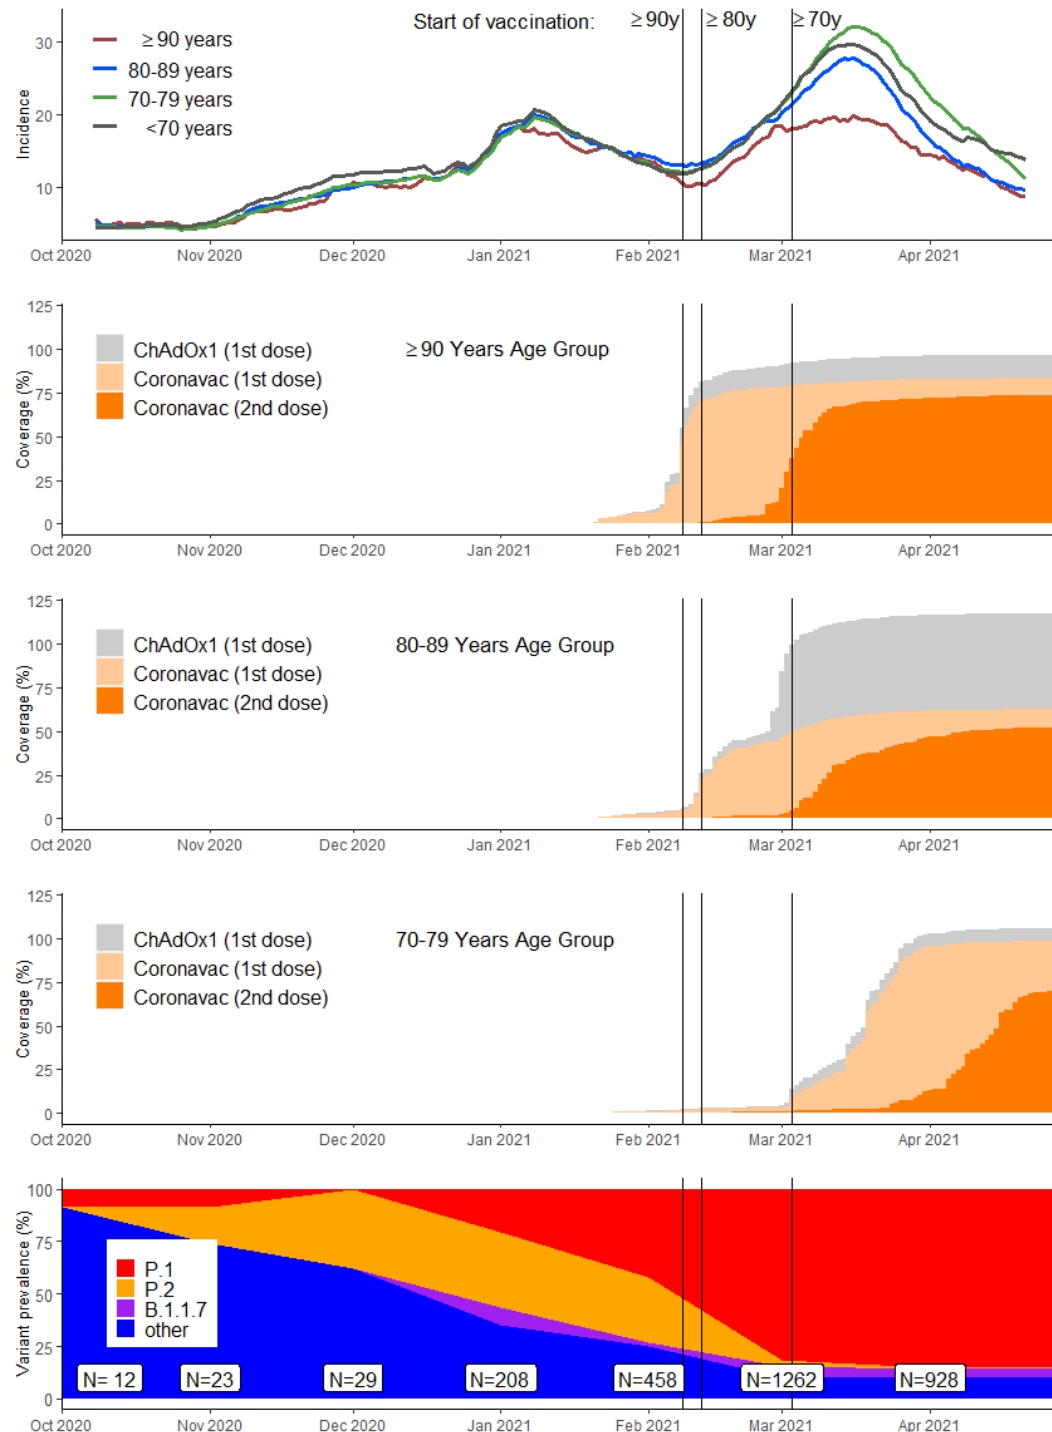 Start of vaccination: ≥90y ≥80y ≥70y
≥90 years
80-89 years
70-79 years
<70 years
Incidence
30
20
10
Oct 2020 Nov 2020 Dec 2020 Jan 2021 Feb 2021 Mar 2021 Apr 2021
≥90 Years Age Group
ChAdOx1 (1st dose)
Coronavac (1st dose)
Coronavac (2nd dose)
Coverage (%)
125
100
75
50
25
0
Oct 2020 Nov 2020 Dec 2020 Jan 2021 Feb 2021 Mar 2021 Apr 2021
80-89 Years Age Group
ChAdOx1 (1st dose)
Coronavac (1st dose)
Coronavac (2nd dose)
Coverage (%)
125
100
75
50
25
0
Oct 2020 Nov 2020 Dec 2020 Jan 2021 Feb 2021 Mar 2021 Apr 2021
70-79 Years Age Group
ChAdOx1 (1st dose)
Coronavac (1st dose)
Coronavac (2nd dose)
Coverage (%)
125
100
75
50
25
0
Oct 2020 Nov 2020 Dec 2020 Jan 2021 Feb 2021 Mar 2021 Apr 2021
Variant prevalence (%)
100
75
50
25
0
P.1
P.2
B.1.1.7
other
N= 12 N=23 N=29 N=208 N=458 N=1262 N=928
Oct 2020 Nov 2020 Dec 2020 Jan 2021 Feb 2021 Mar 2021 Apr 2021